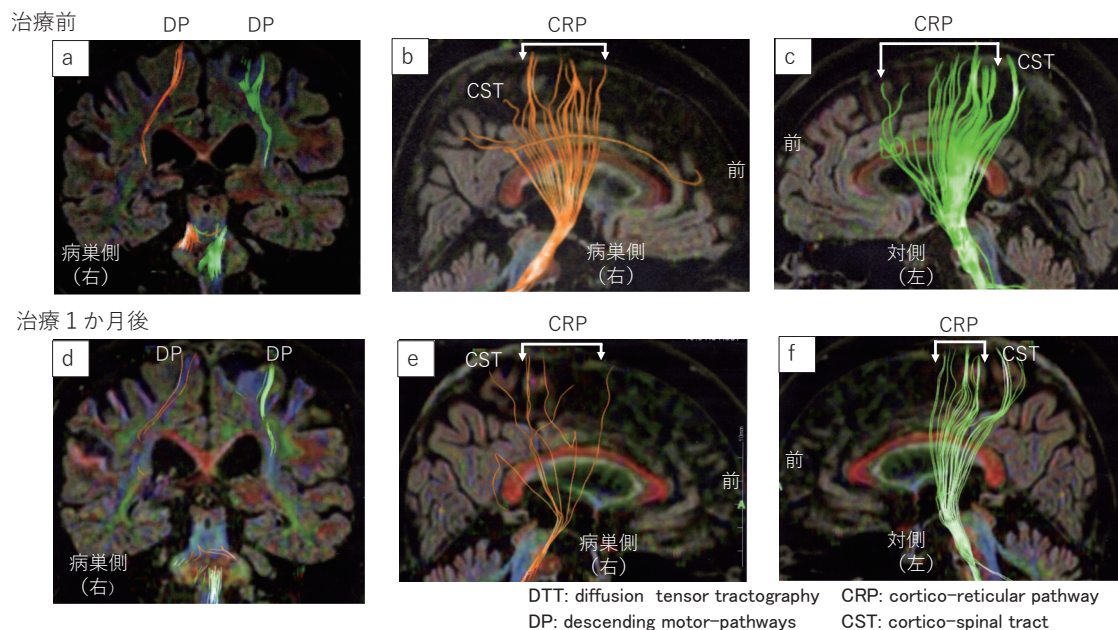 治療前
DP
DP
a
病巣側
(右)
CRP
b
CST
前
病巣側
(右)
CRP
c
CST
前
対側
(左)
治療１か月後
d
DP
DP
病巣側
(右)
CRP
e
CST
前
病巣側
(右)
CRP
f
CST
前
対側
(左)
DTT: diffusion tensor tractography
CRP: cortico-reticular pathway
DP: descending motor-pathways
CST: cortico-spinal tract